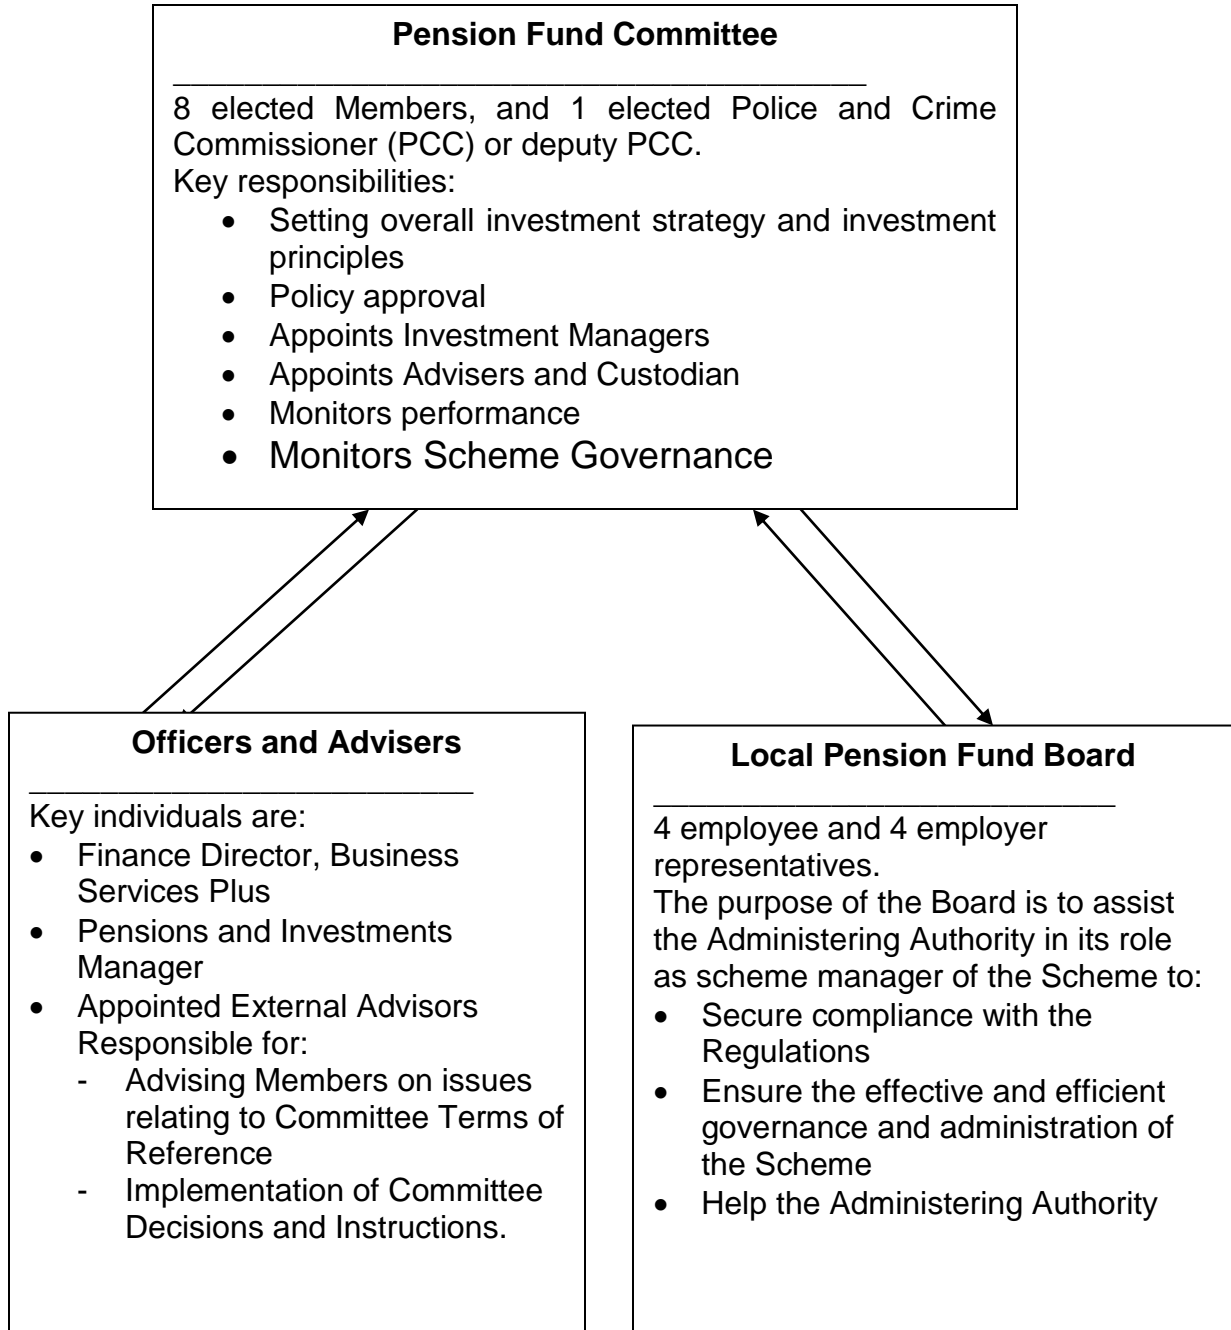 Pension Fund Committee
8 elected Members, and 1 elected Police and Crime
Commissioner (PCC) or deputy PCC.
Key responsibilities:
• Setting overall investment strategy and investment
principles
• Policy approval
• Appoints Investment Managers
• Appoints Advisers and Custodian
• Monitors performance
• Monitors Scheme Governance
Officers and Advisers
Key individuals are:
• Finance Director, Business
Services Plus
• Pensions and Investments
Manager
• Appointed External Advisors
Responsible for:
- Advising Members on issues
relating to Committee Terms of
Reference
- Implementation of Committee
Decisions and Instructions.
Local Pension Fund Board
4 employee and 4 employer
representatives.
The purpose of the Board is to assist
the Administering Authority in its role
as scheme manager of the Scheme to:
• Secure compliance with the
Regulations
• Ensure the effective and efficient
governance and administration of
the Scheme
• Help the Administering Authority